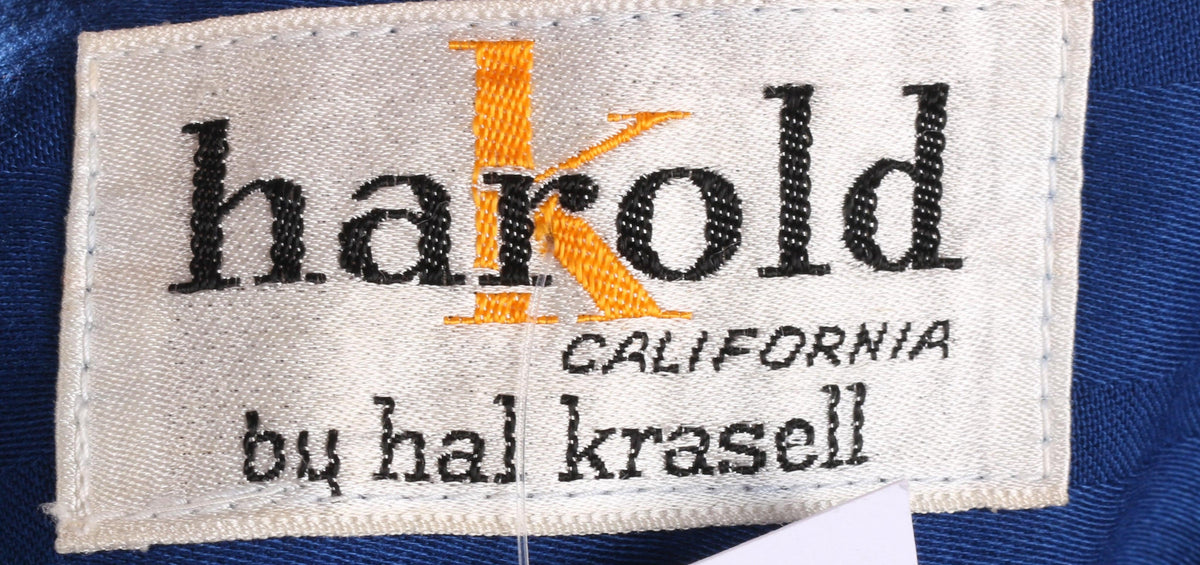 harold
k
CALIFORNIA
by hal krasell